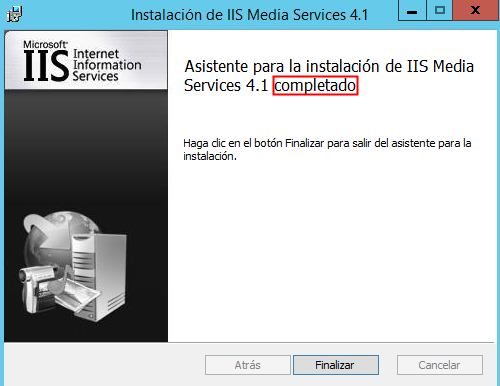 Instalación de IIS Media Services 4.1
Microsoft®
IIS
Internet
Information
Services
Asistente para la instalación de IIS Media
Services 4.1 completado
Haga clic en el botón Finalizar para salir del asistente para la
instalación.
Atrás
Finalizar
Cancelar